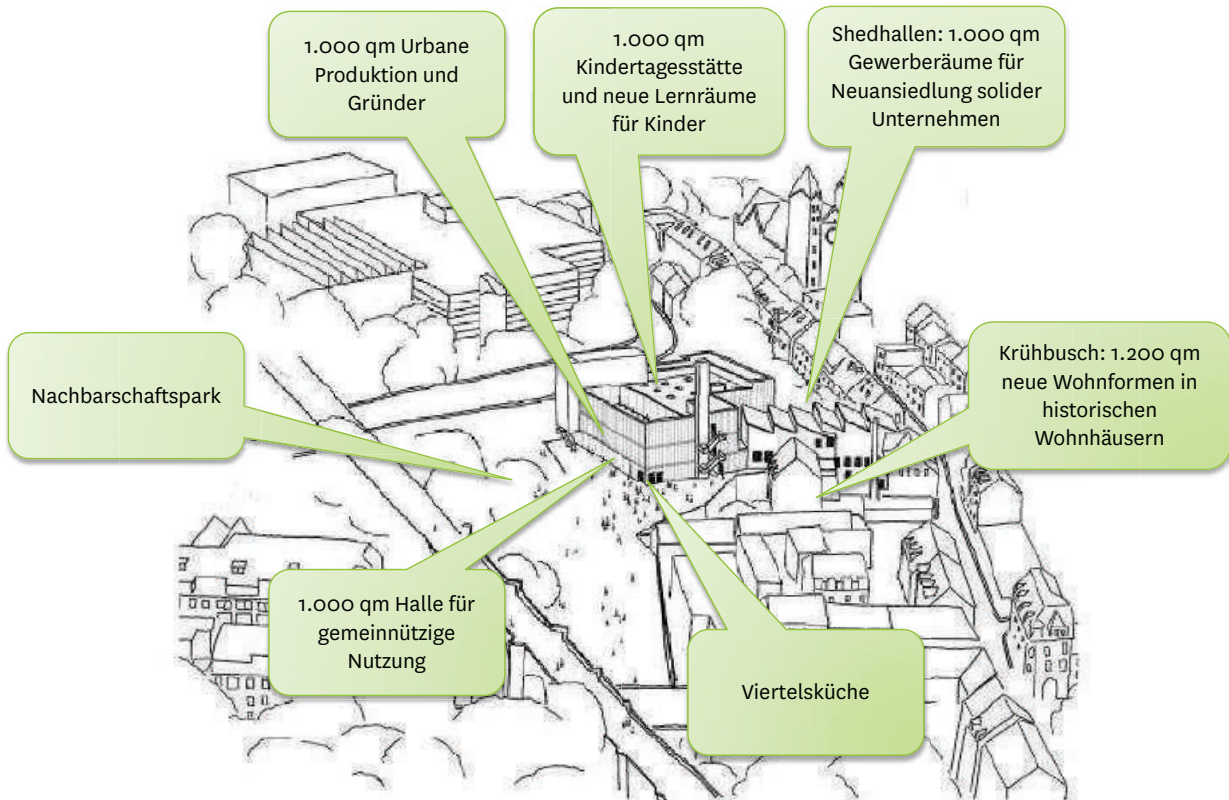 1.000 qm Urbane
Produktion und
Gründer
1.000 qm
Kindertagesstätte
und neue Lernräume
für Kinder
Shedhallen: 1.000 qm
Gewerberäume für
Neuansiedlung solider
Unternehmen
Nachbarschaftspark
Krühbusch: 1.200 qm
neue Wohnformen in
historischen
Wohnhäusern
1.000 qm Halle für
gemeinnützige
Nutzung
Viertelsküche